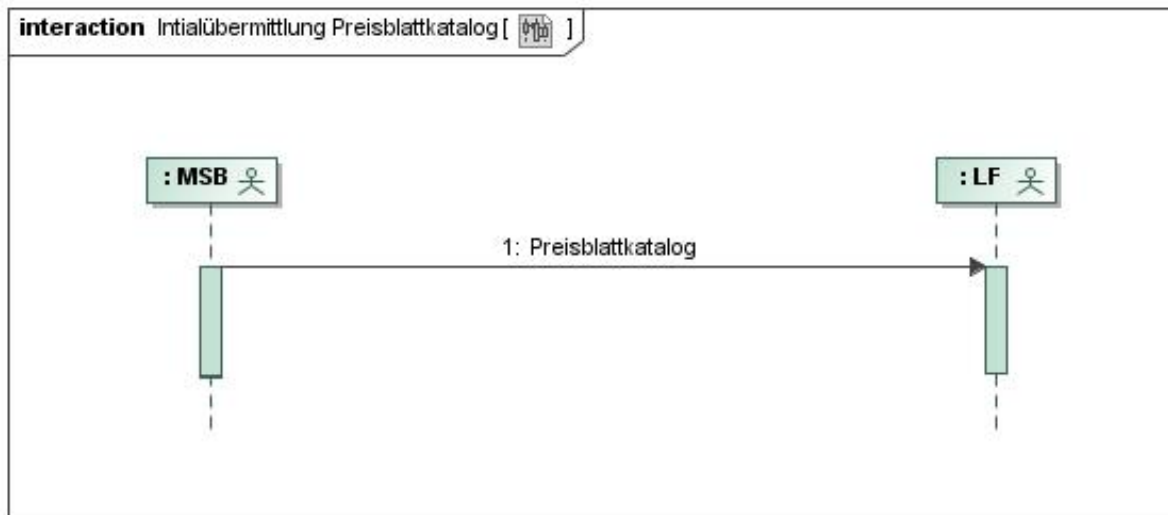 interaction Intialübermittlung Preisblattkatalog [ ]
: MSB
: LF
1: Preisblattkatalog